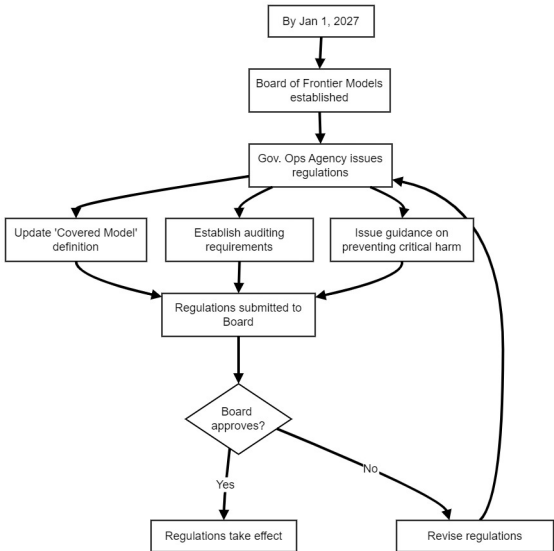 By Jan 1, 2027
Board of Frontier Models
established
Gov. Ops Agency issues
regulations
Update 'Covered Model'
definition
Establish auditing
requirements
Issue guidance on
preventing critical harm
Regulations submitted to
Board
Board
approves?
No
Yes
Regulations take effect
Revise regulations